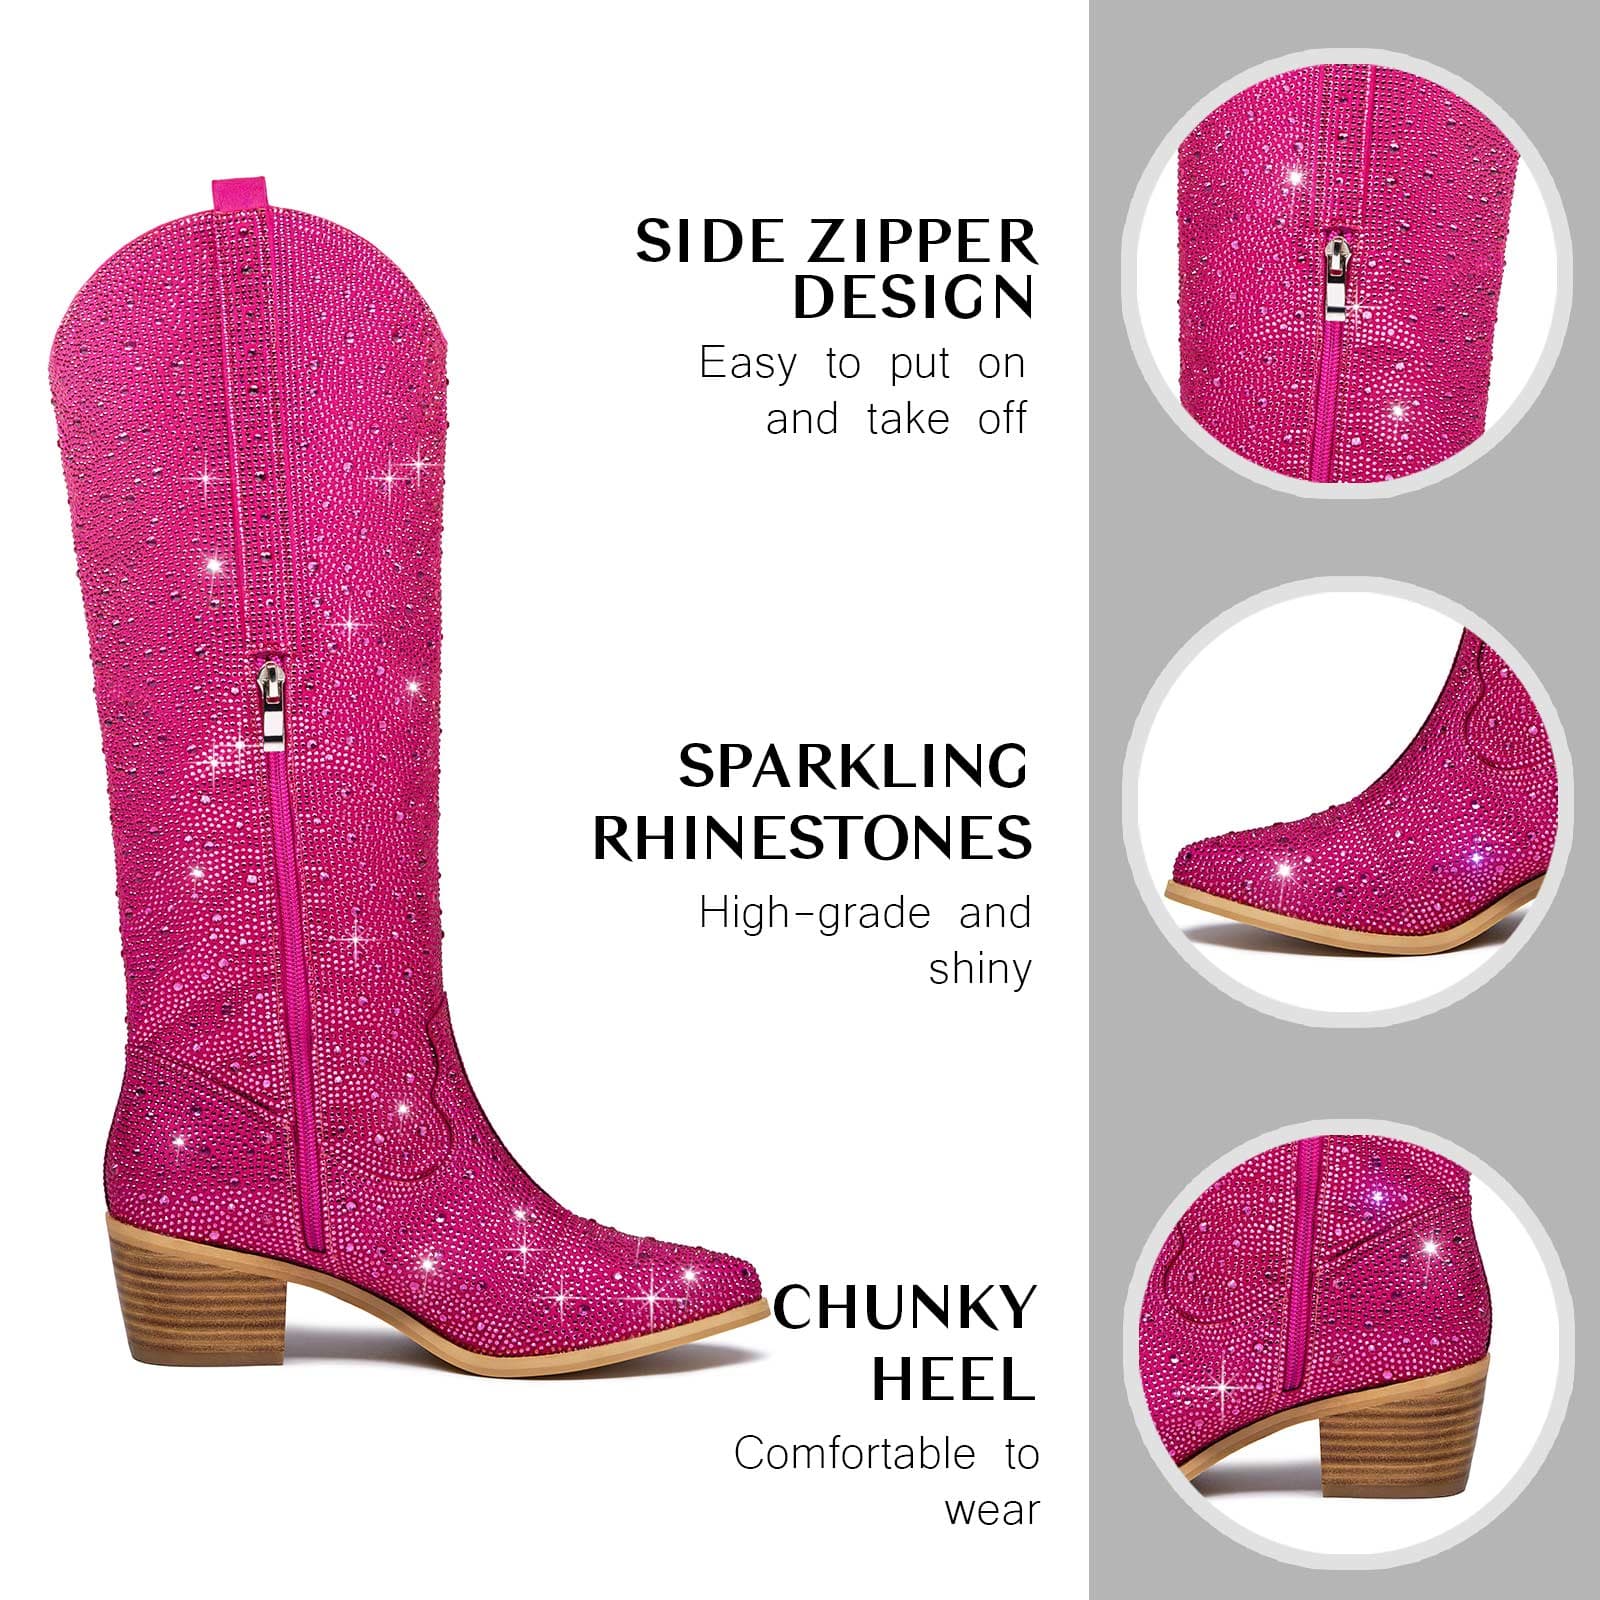 SIDE ZIPPER
DESIGN
Easy to put on
and take off
SPARKLING
RHINESTONES
High-grade and
shiny
CHUNKY
HEEL
Comfortable to
wear